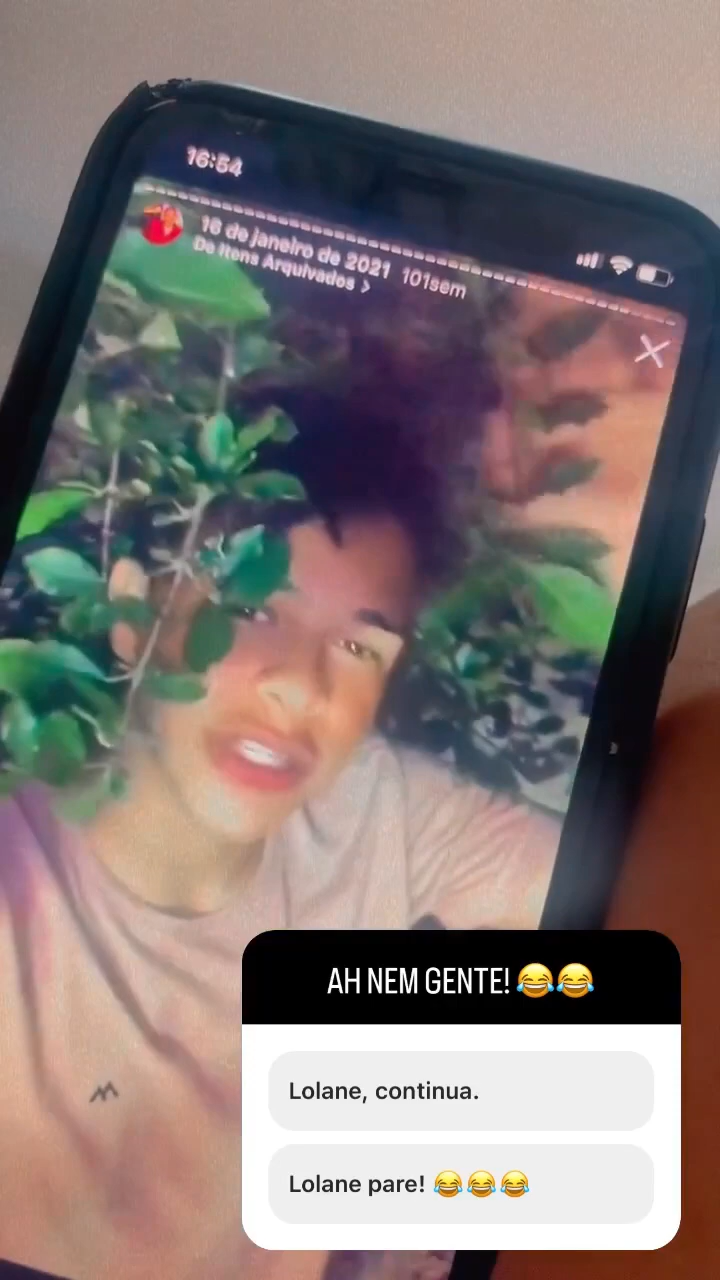 16:54
16 de janeiro de 2021 101sem
De Itens Arquivados >
AH NEM GENTE! 😂😂
Lolane, continua.
Lolane pare! 😂😂😂